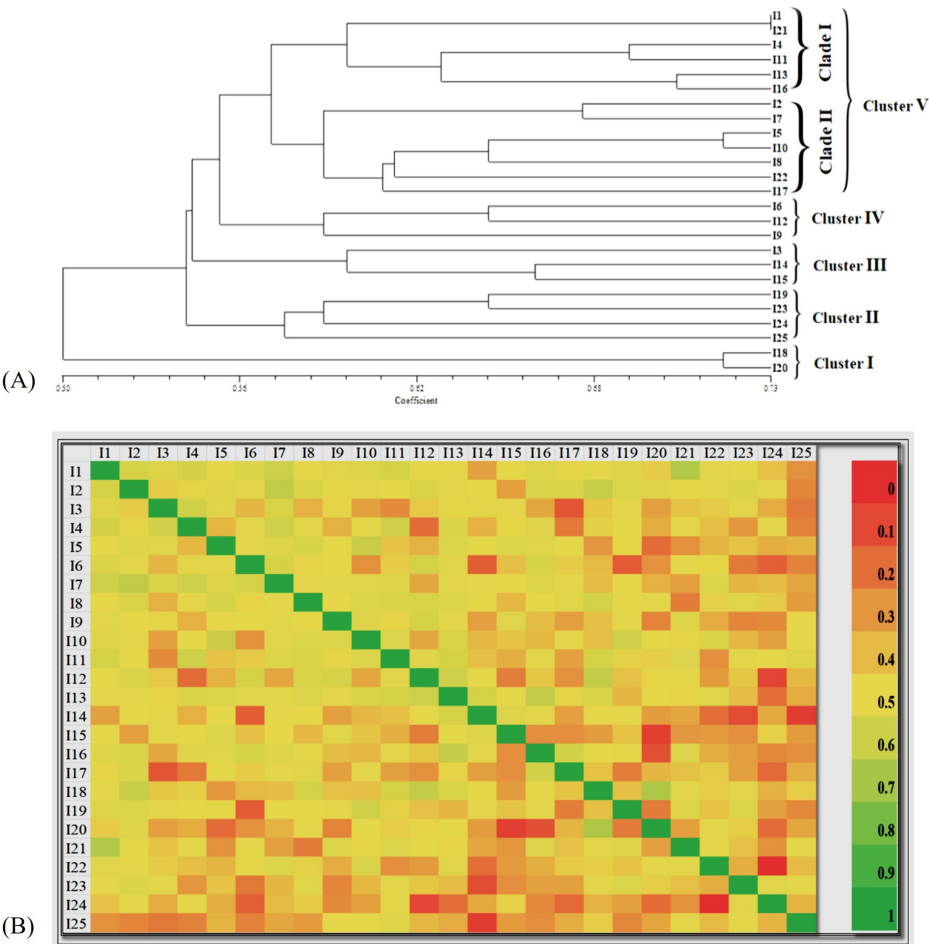 I1
I21
I4
I11
I13
I16
Clade I
I2
I7
I5
I10
I8
I22
I17
Clade II
Cluster V
I6
I12
I9
Cluster IV
I3
I14
I15
Cluster III
I19
I23
I24
I25
Cluster II
I18
I20
Cluster I
(A)
0.50 0.56 0.62 0.68 0.73
Coefficient
I1 I2 I3 I4 I5 I6 I7 I8 I9 I10 I11 I12 I13 I14 I15 I16 I17 I18 I19 I20 I21 I22 I23 I24 I25
I1
I2
I3
I4
I5
I6
I7
I8
I9
I10
I11
I12
I13
I14
I15
I16
I17
I18
I19
I20
I21
I22
I23
I24
I25
0
0.1
0.2
0.3
0.4
0.5
0.6
0.7
0.8
0.9
1
(B)